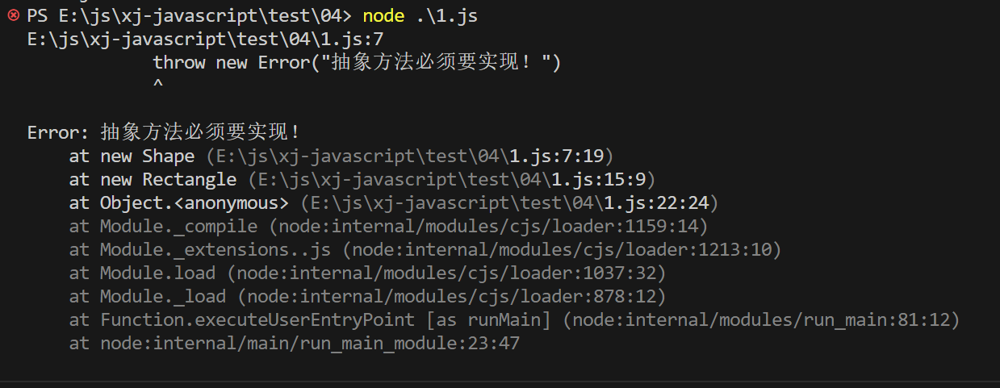 PS E:\js\xj-javascript\test\04> node .\1.js
E:\js\xj-javascript\test\04\1.js:7
            throw new Error("抽象方法必须要实现！")
            ^
Error: 抽象方法必须要实现！
    at new Shape (E:\js\xj-javascript\test\04\1.js:7:19)
    at new Rectangle (E:\js\xj-javascript\test\04\1.js:15:9)
    at Object.<anonymous> (E:\js\xj-javascript\test\04\1.js:22:24)
    at Module._compile (node:internal/modules/cjs/loader:1159:14)
    at Module._extensions..js (node:internal/modules/cjs/loader:1213:10)
    at Module.load (node:internal/modules/cjs/loader:1037:32)
    at Module._load (node:internal/modules/cjs/loader:878:12)
    at Function.executeUserEntryPoint [as runMain] (node:internal/modules/run_main:81:12)
    at node:internal/main/run_main_module:23:47